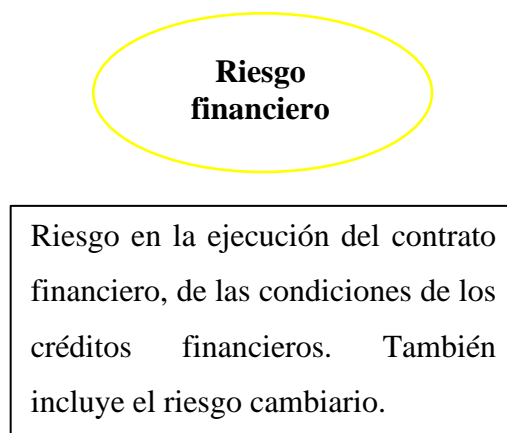 Riesgo
financiero
Riesgo en la ejecución del contrato
financiero, de las condiciones de los
créditos financieros. También
incluye el riesgo cambiario.